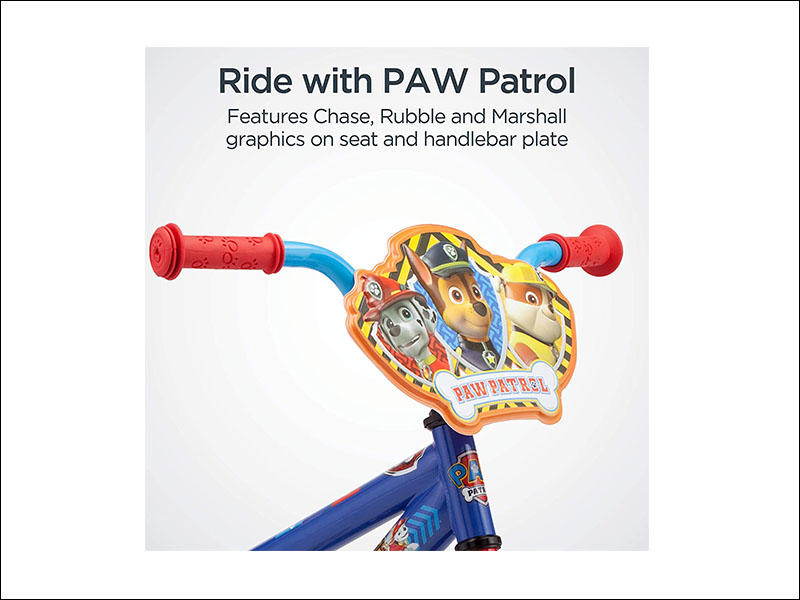 Ride with PAW Patrol
Features Chase, Rubble and Marshall
graphics on seat and handlebar plate
PAW PATROL
PAW
PATROL